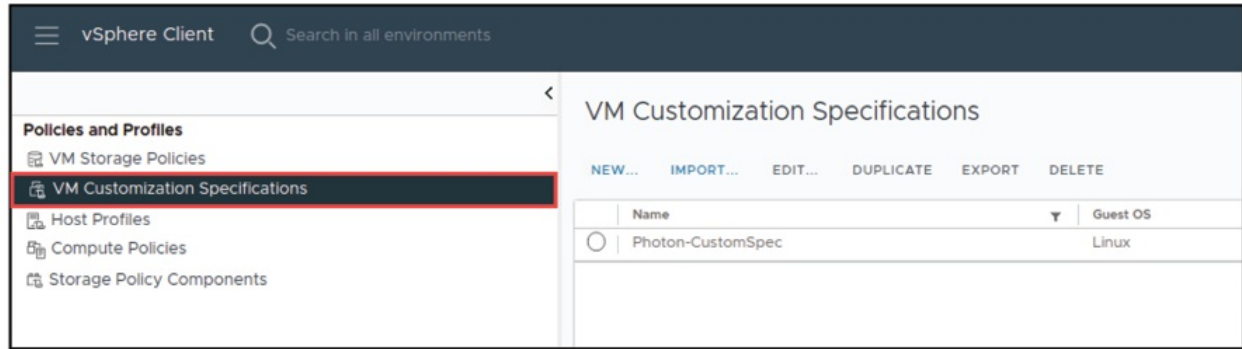 vSphere Client Search in all environments
Policies and Profiles
VM Storage Policies
VM Customization Specifications
Host Profiles
Compute Policies
Storage Policy Components
VM Customization Specifications
NEW... IMPORT... EDIT... DUPLICATE EXPORT DELETE
Name Guest OS
Photon-CustomSpec Linux